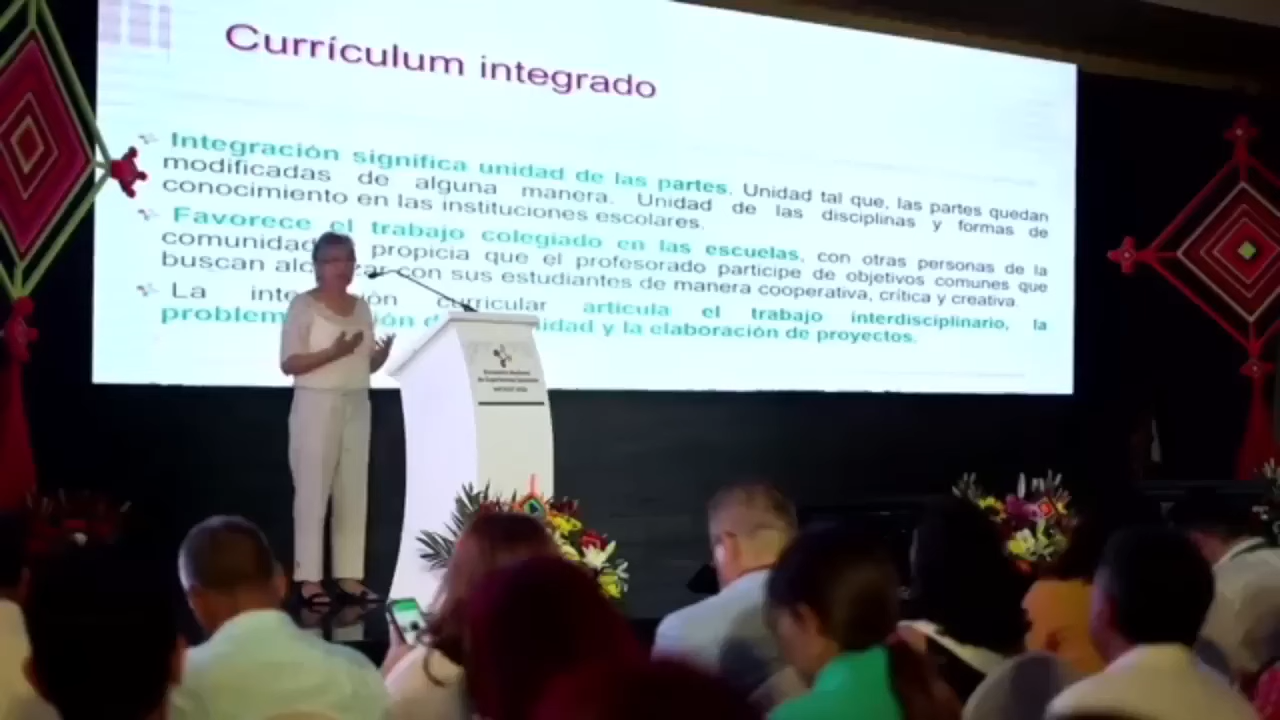 Currículum integrado
Integración significa unidad de las partes. Unidad tal que, las partes quedan
modificadas de alguna manera. Unidad de las disciplinas y formas de
conocimiento en las instituciones escolares.
Favorece el trabajo colegiado en las escuelas, con otras personas de la
comunidad propicia que el profesorado participe de objetivos comunes que
buscan con sus estudiantes de manera cooperativa, crítica y creativa.
La curricular articula el trabajo interdisciplinario, la
y la elaboración de proyectos.